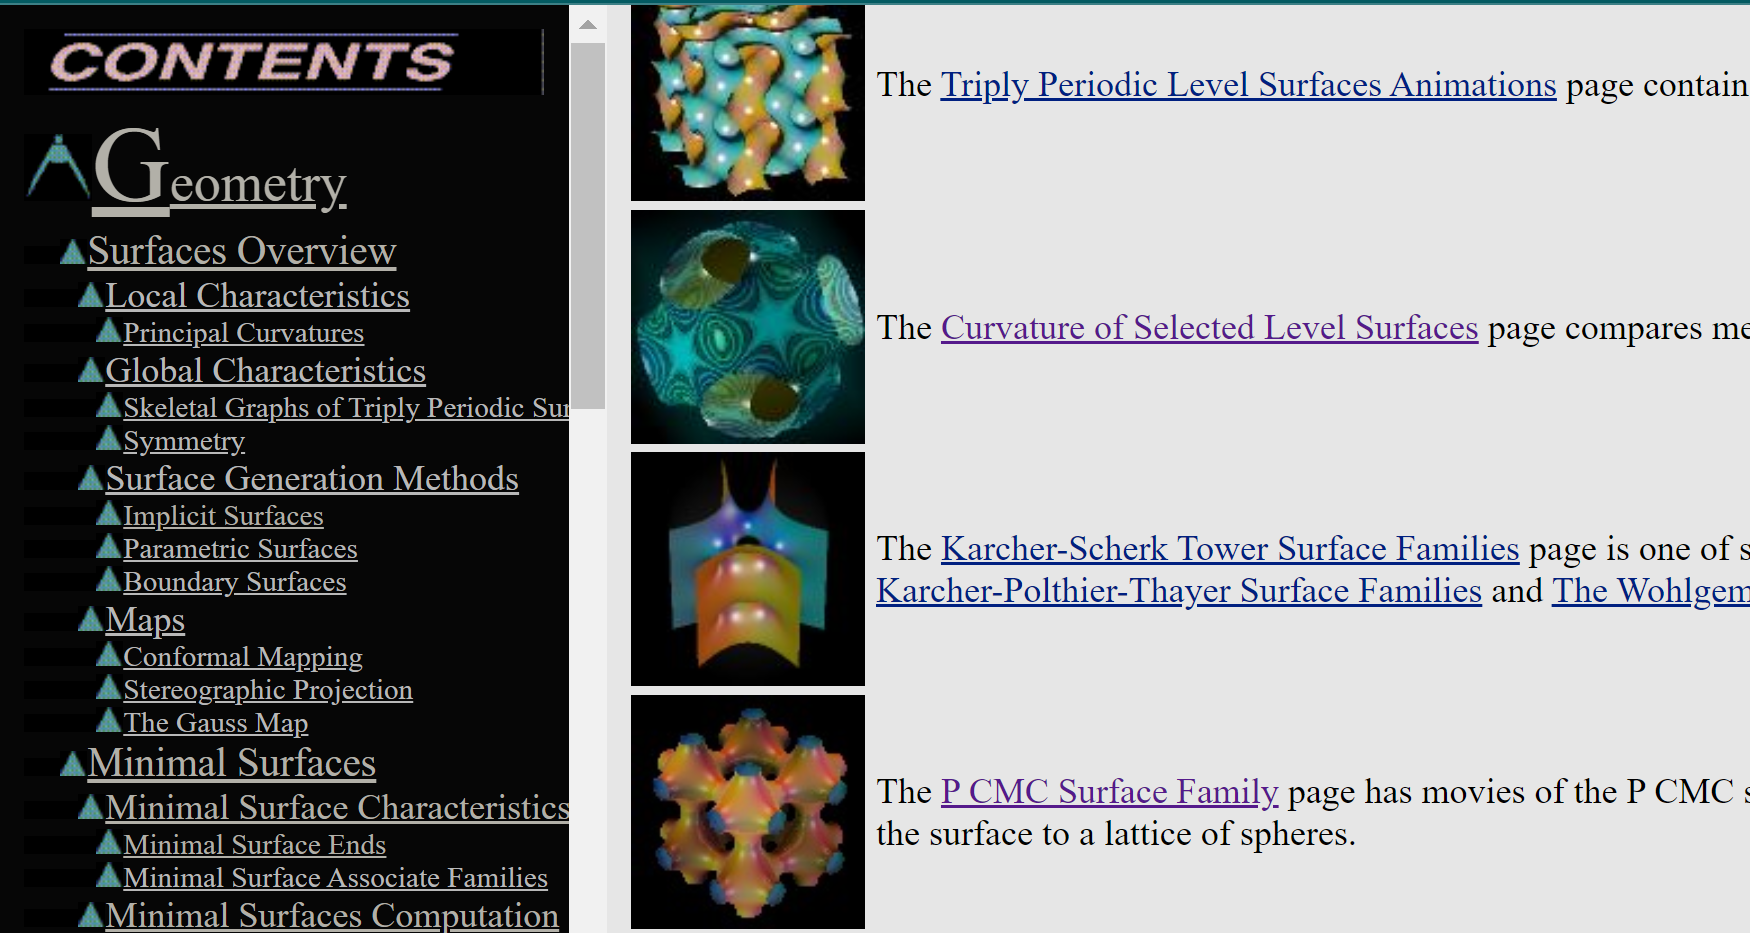 CONTENTS
Geometry
Surfaces Overview
Local Characteristics
Principal Curvatures
Global Characteristics
Skeletal Graphs of Triply Periodic Sur
Symmetry
Surface Generation Methods
Implicit Surfaces
Parametric Surfaces
Boundary Surfaces
Maps
Conformal Mapping
Stereographic Projection
The Gauss Map
Minimal Surfaces
Minimal Surface Characteristics
Minimal Surface Ends
Minimal Surface Associate Families
Minimal Surfaces Computation
The Triply Periodic Level Surfaces Animations page contain
The Curvature of Selected Level Surfaces page compares me
The Karcher-Scherk Tower Surface Families page is one of s
Karcher-Polthier-Thayer Surface Families and The Wohlgem
The P CMC Surface Family page has movies of the P CMC s
the surface to a lattice of spheres.